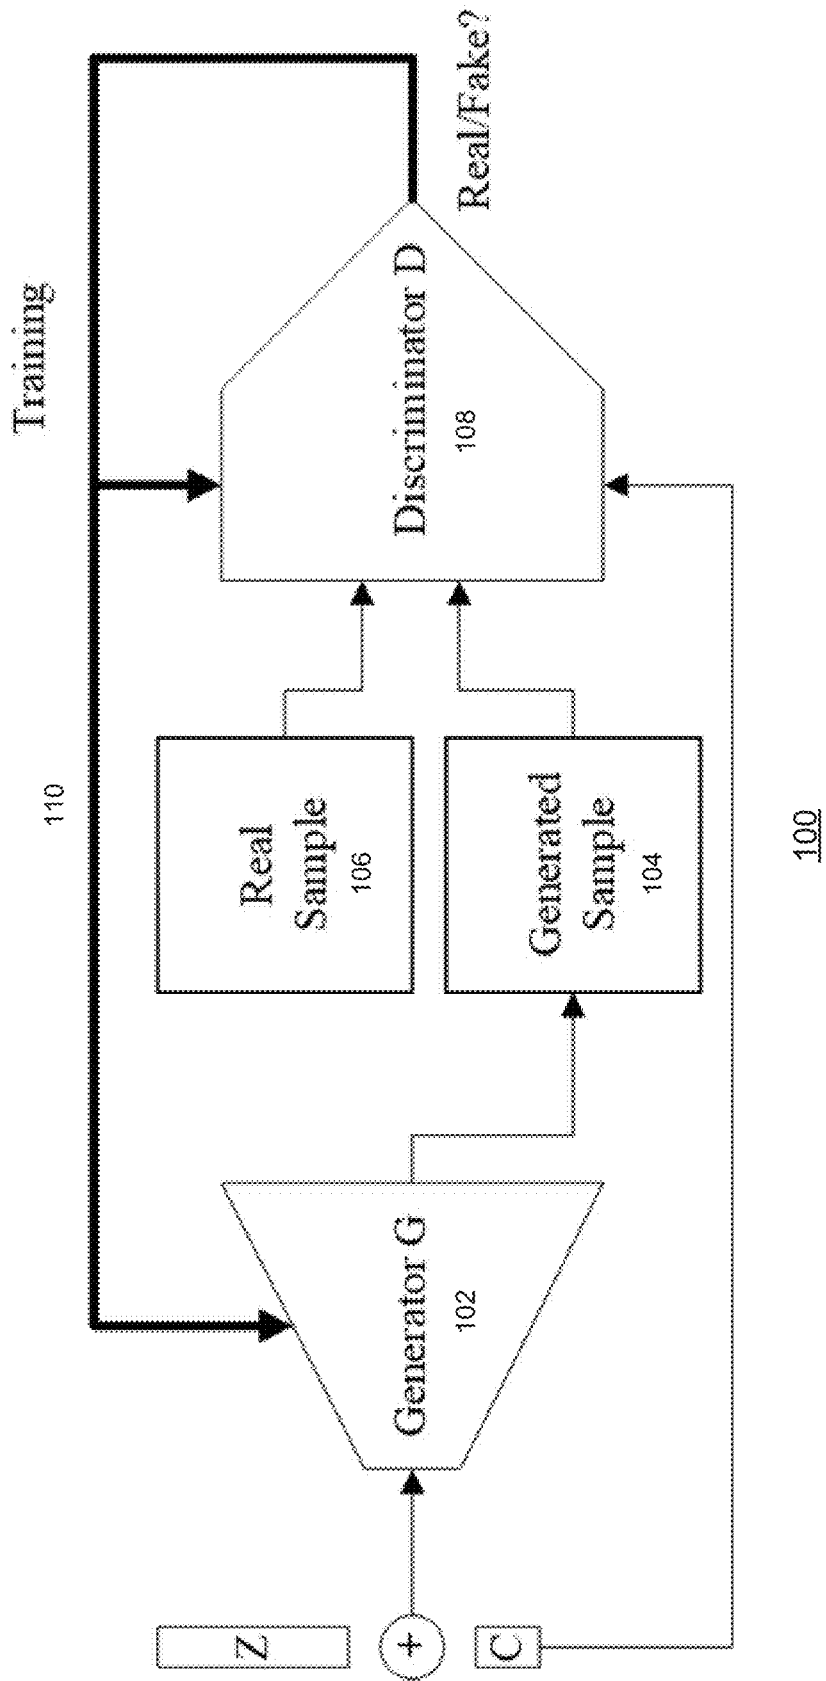 Training
110
Z
+
C
Generator G
102
Real
Sample
106
Generated
Sample
104
Discriminator D
108
Real/Fake?
100